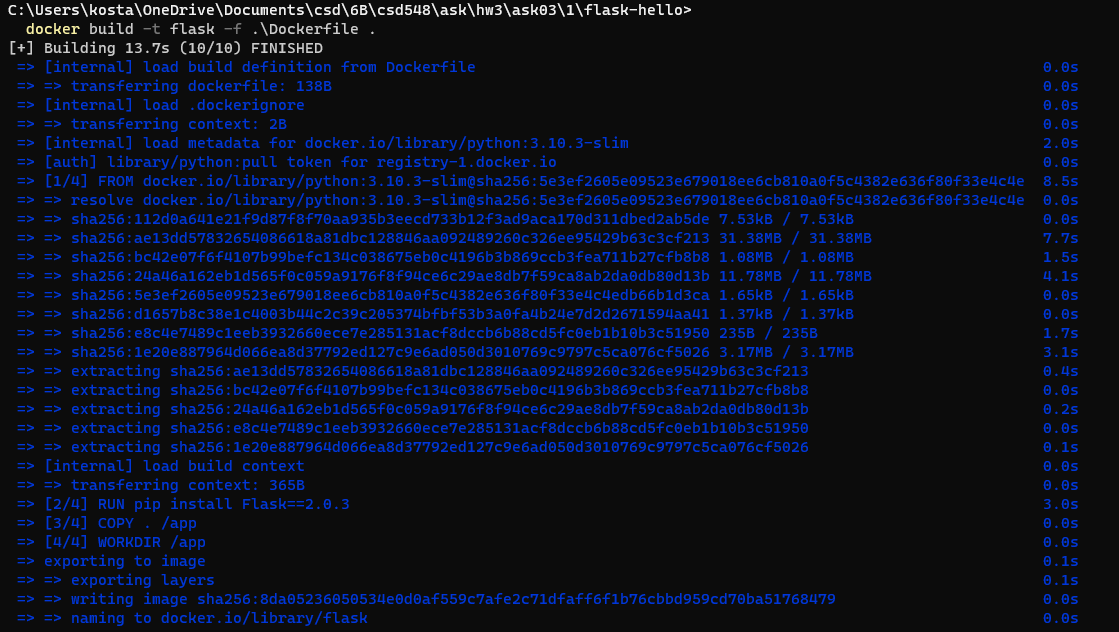 C:\Users\kosta\OneDrive\Documents\csd\6B\csd548\ask\hw3\ask03\1\flask-hello>
docker build -t flask -f .\Dockerfile .
[+] Building 13.7s (10/10) FINISHED
=> [internal] load build definition from Dockerfile 0.0s
=> => transferring dockerfile: 138B 0.0s
=> [internal] load .dockerignore 0.0s
=> => transferring context: 2B 0.0s
=> [internal] load metadata for docker.io/library/python:3.10.3-slim 2.0s
=> [auth] library/python:pull token for registry-1.docker.io 0.0s
=> [1/4] FROM docker.io/library/python:3.10.3-slim@sha256:5e3ef2605e09523e679018ee6cb810a0f5c4382e636f80f33e4c4e 8.5s
=> => resolve docker.io/library/python:3.10.3-slim@sha256:5e3ef2605e09523e679018ee6cb810a0f5c4382e636f80f33e4c4e 0.0s
=> => sha256:112d0a641e21f9d87f8f70aa935b3eecd733b12f3ad9aca170d311dbed2ab5de 7.53kB / 7.53kB 0.0s
=> => sha256:ae13dd57832654086618a81dbc128846aa092489260c326ee95429b63c3cf213 31.38MB / 31.38MB 7.7s
=> => sha256:bc42e07f6f4107b99befc134c038675eb0c4196b3b869ccb3fea711b27cfb8b8 1.08MB / 1.08MB 1.5s
=> => sha256:24a46a162eb1d565f0c059a9176f8f94ce6c29ae8db7f59ca8ab2da0db80d13b 11.78MB / 11.78MB 4.1s
=> => sha256:5e3ef2605e09523e679018ee6cb810a0f5c4382e636f80f33e4c4edb66b1d3ca 1.65kB / 1.65kB 0.0s
=> => sha256:d1657b8c38e1c4003b44c2c39c205374bfbf53b3a0fa4b24e7d2d2671594aa41 1.37kB / 1.37kB 0.0s
=> => sha256:e8c4e7489c1eeb3932660ece7e285131acf8dccb6b88cd5fc0eb1b10b3c51950 235B / 235B 1.7s
=> => sha256:1e20e887964d066ea8d37792ed127c9e6ad050d3010769c9797c5ca076cf5026 3.17MB / 3.17MB 3.1s
=> => extracting sha256:ae13dd57832654086618a81dbc128846aa092489260c326ee95429b63c3cf213 0.4s
=> => extracting sha256:bc42e07f6f4107b99befc134c038675eb0c4196b3b869ccb3fea711b27cfb8b8 0.0s
=> => extracting sha256:24a46a162eb1d565f0c059a9176f8f94ce6c29ae8db7f59ca8ab2da0db80d13b 0.2s
=> => extracting sha256:e8c4e7489c1eeb3932660ece7e285131acf8dccb6b88cd5fc0eb1b10b3c51950 0.0s
=> => extracting sha256:1e20e887964d066ea8d37792ed127c9e6ad050d3010769c9797c5ca076cf5026 0.1s
=> [internal] load build context 0.0s
=> => transferring context: 365B 0.0s
=> [2/4] RUN pip install Flask==2.0.3 3.0s
=> [3/4] COPY . /app 0.0s
=> [4/4] WORKDIR /app 0.0s
=> exporting to image 0.1s
=> => exporting layers 0.1s
=> => writing image sha256:8da05236050534e0d0af559c7afe2c71dfaff6f1b76cbbd959cd70ba51768479 0.0s
=> => naming to docker.io/library/flask 0.0s